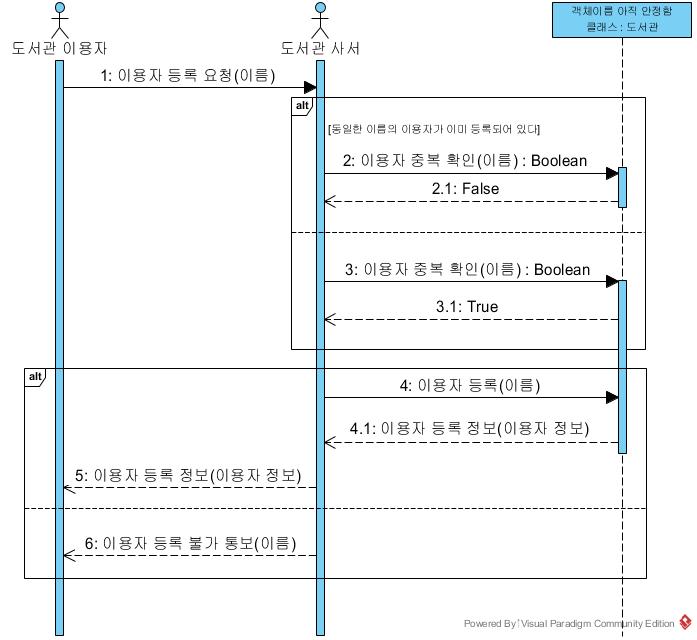 객체이름 아직 안정함
클래스 : 도서관
도서관 이용자
도서관 사서
1: 이용자 등록 요청(이름)
alt
[동일한 이름의 이용자가 이미 등록되어 있다]
2: 이용자 중복 확인(이름) : Boolean
2.1: False
3: 이용자 중복 확인(이름) : Boolean
3.1: True
alt
4: 이용자 등록(이름)
4.1: 이용자 등록 정보(이용자 정보)
5: 이용자 등록 정보(이용자 정보)
6: 이용자 등록 불가 통보(이름)
Powered By Visual Paradigm Community Edition